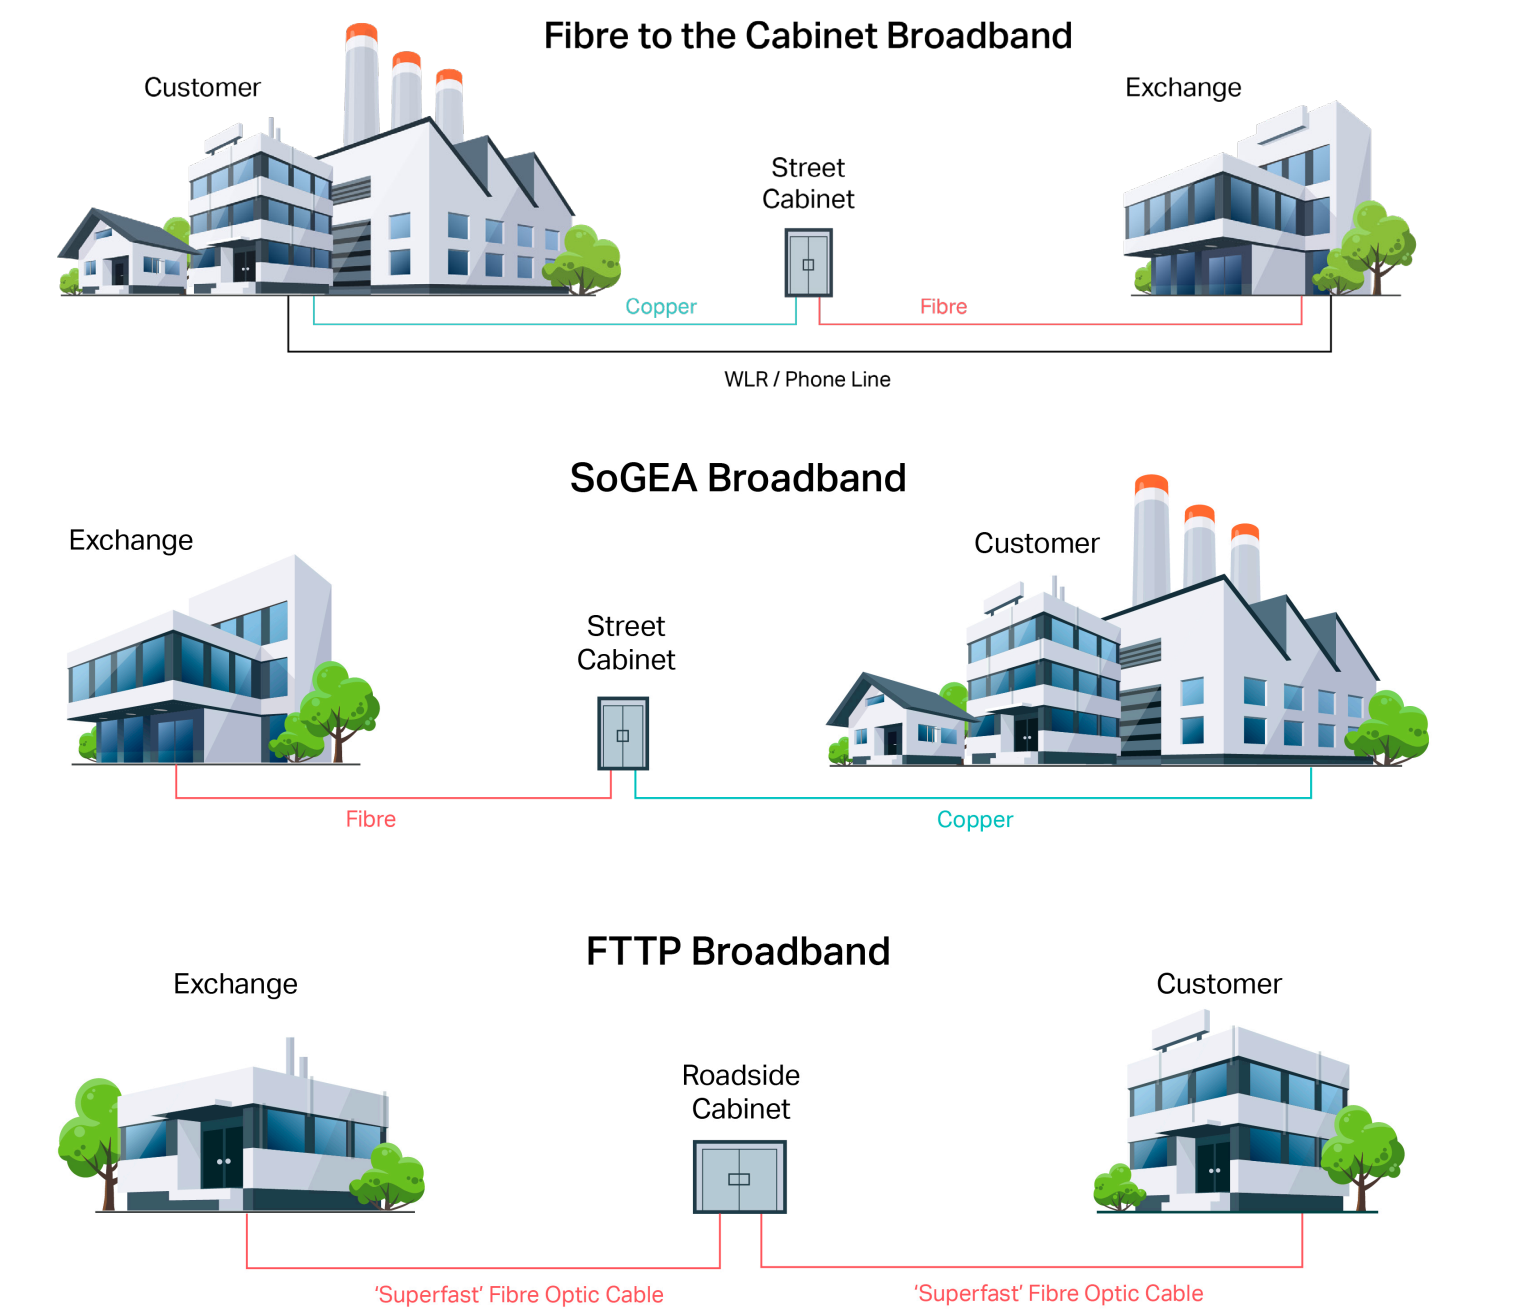 Fibre to the Cabinet Broadband
Customer
Exchange
Street
Cabinet
Copper
Fibre
WLR / Phone Line
SoGEA Broadband
Exchange
Customer
Street
Cabinet
Fibre
Copper
FTTP Broadband
Exchange
Customer
Roadside
Cabinet
‘Superfast’ Fibre Optic Cable
‘Superfast’ Fibre Optic Cable